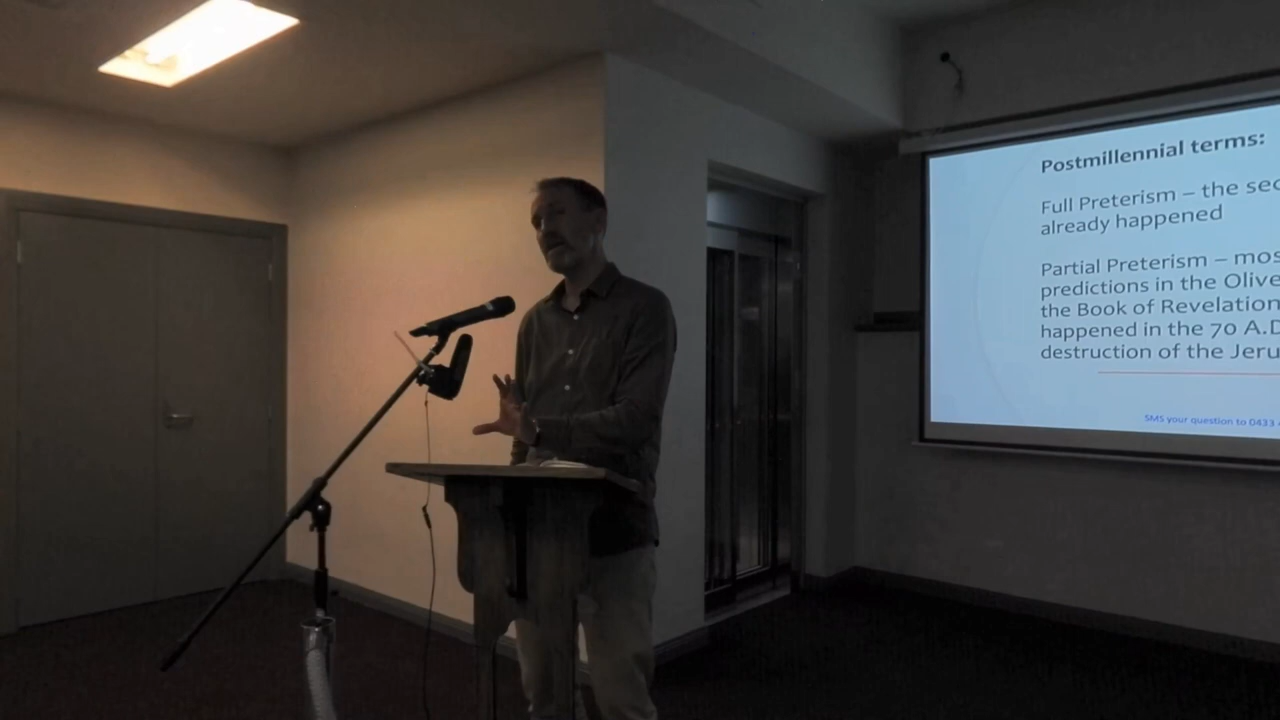 Postmillennial terms:
Full Preterism – the sec
already happened
Partial Preterism – mos
predictions in the Olive
the Book of Revelation
happened in the 70 A.D
destruction of the Jeru
SMS your question to 0433